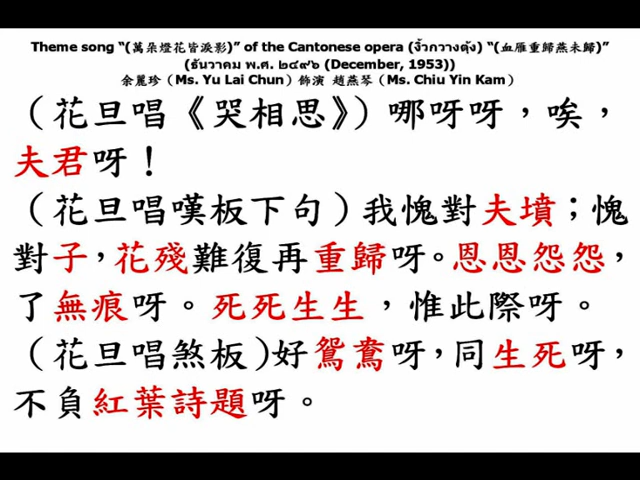 Theme song “(萬朵燈花皆淚影)” of the Cantonese opera (งิ้วกวางตุ้ง) “(血雁重歸燕未歸)”
(ธันวาคม พ.ศ. ๒๔๙๖ (December, 1953))
余麗珍（Ms. Yu Lai Chun）飾演 趙燕琴（Ms. Chiu Yin Kam）
（花旦唱《哭相思》）哪呀呀，唉，
夫君呀！
（花旦唱嘆板下句）我愧對夫墳；愧
對子，花殘難復再重歸呀。恩恩怨怨，
了無痕呀。死死生生，惟此際呀。
（花旦唱煞板)好鴛鴦呀，同生死呀，
不負紅葉詩題呀。